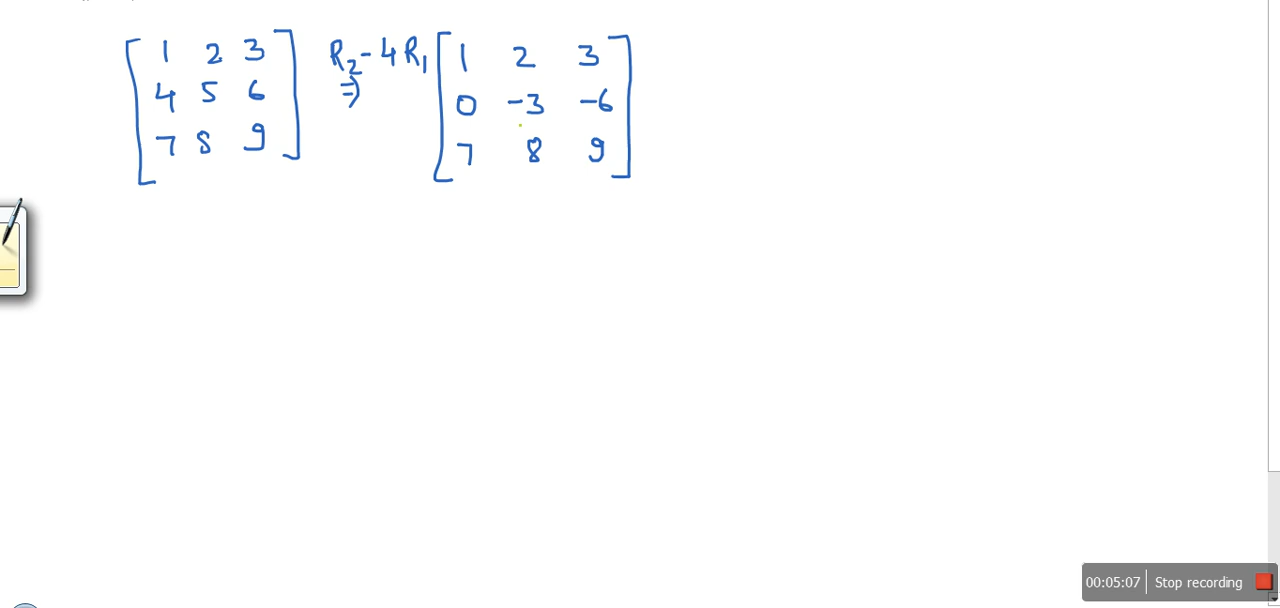 1 2 3 R₂-4R₁ 1 2 3
4 5 6 ⇒ 0 -3 -6
7 8 9 7 8 9
00:05:07 Stop recording